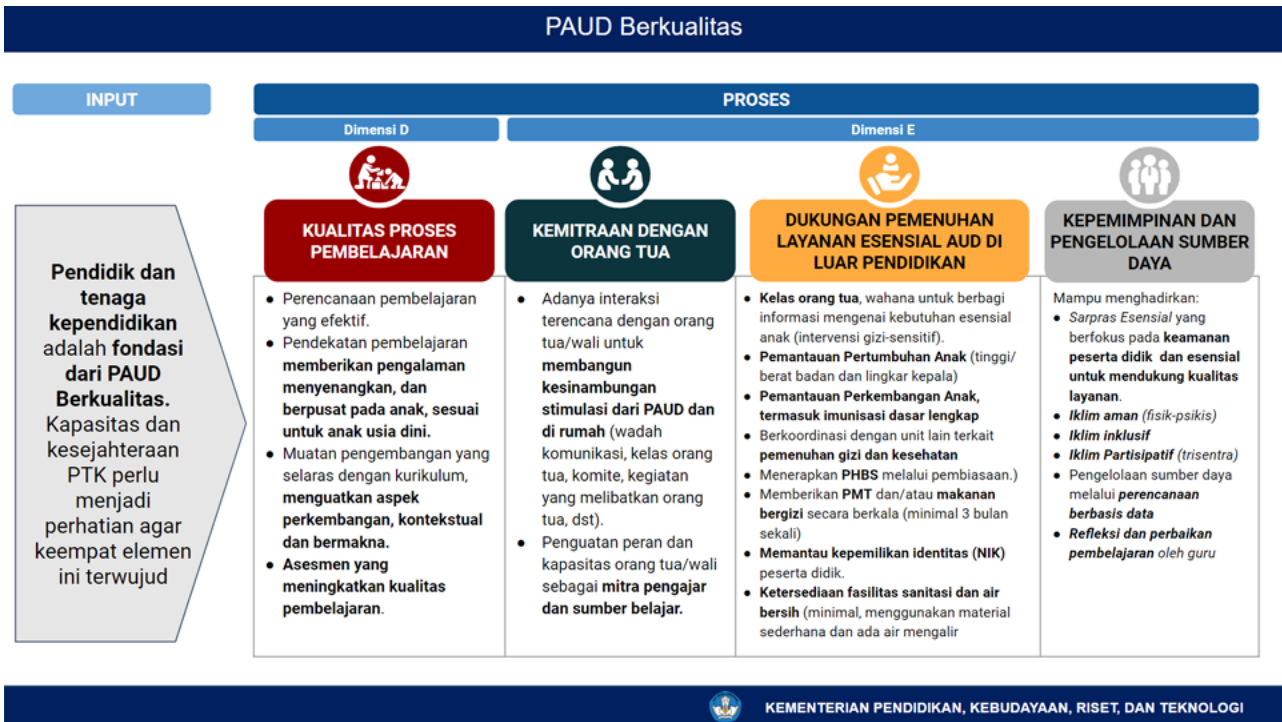 PAUD Berkualitas
INPUT
PROSES
Dimensi D
Dimensi E
Pendidik dan
tenaga
kependidikan
adalah fondasi
dari PAUD
Berkualitas.
Kapasitas dan
kesejahteraan
PTK perlu
menjadi
perhatian agar
keempat elemen
ini terwujud
KUALITAS PROSES
PEMBELAJARAN
● Perencanaan pembelajaran
yang efektif.
● Pendekatan pembelajaran
memberikan pengalaman
menyenangkan, dan
berpusat pada anak, sesuai
untuk anak usia dini.
● Muatan pengembangan yang
selaras dengan kurikulum,
menguatkan aspek
perkembangan, kontekstual
dan bermakna.
● Asesmen yang
meningkatkan kualitas
pembelajaran.
KEMITRAAN DENGAN
ORANG TUA
● Adanya interaksi
terencana dengan orang
tua/wali untuk
membangun
kesinambungan
stimulasi dari PAUD dan
di rumah (wadah
komunikasi, kelas orang
tua, komite, kegiatan
yang melibatkan orang
tua, dst).
● Penguatan peran dan
kapasitas orang tua/wali
sebagai mitra pengajar
dan sumber belajar.
DUKUNGAN PEMENUHAN
LAYANAN ESENSIAL AUD DI
LUAR PENDIDIKAN
● Kelas orang tua, wahana untuk berbagi
informasi mengenai kebutuhan esensial
anak (intervensi gizi-sensitif).
● Pemantauan Pertumbuhan Anak (tinggi/
berat badan dan lingkar kepala)
● Pemantauan Perkembangan Anak,
termasuk imunisasi dasar lengkap
● Berkoordinasi dengan unit lain terkait
pemenuhan gizi dan kesehatan
● Menerapkan PHBS melalui pembiasaan.)
● Memberikan PMT dan/atau makanan
bergizi secara berkala (minimal 3 bulan
sekali)
● Memantau kepemilikan identitas (NIK)
peserta didik.
● Ketersediaan fasilitas sanitasi dan air
bersih (minimal, menggunakan material
sederhana dan ada air mengalir
KEPEMIMPINAN DAN
PENGELOLAAN SUMBER
DAYA
Mampu menghadirkan:
● Sarpras Esensial yang
berfokus pada keamanan
peserta didik dan esensial
untuk mendukung kualitas
layanan.
● Iklim aman (fisik-psikis)
● Iklim inklusif
● Iklim Partisipatif (trisentra)
● Pengelolaan sumber daya
melalui perencanaan
berbasis data
● Refleksi dan perbaikan
pembelajaran oleh guru
KEMENTERIAN PENDIDIKAN, KEBUDAYAAN, RISET, DAN TEKNOLOGI